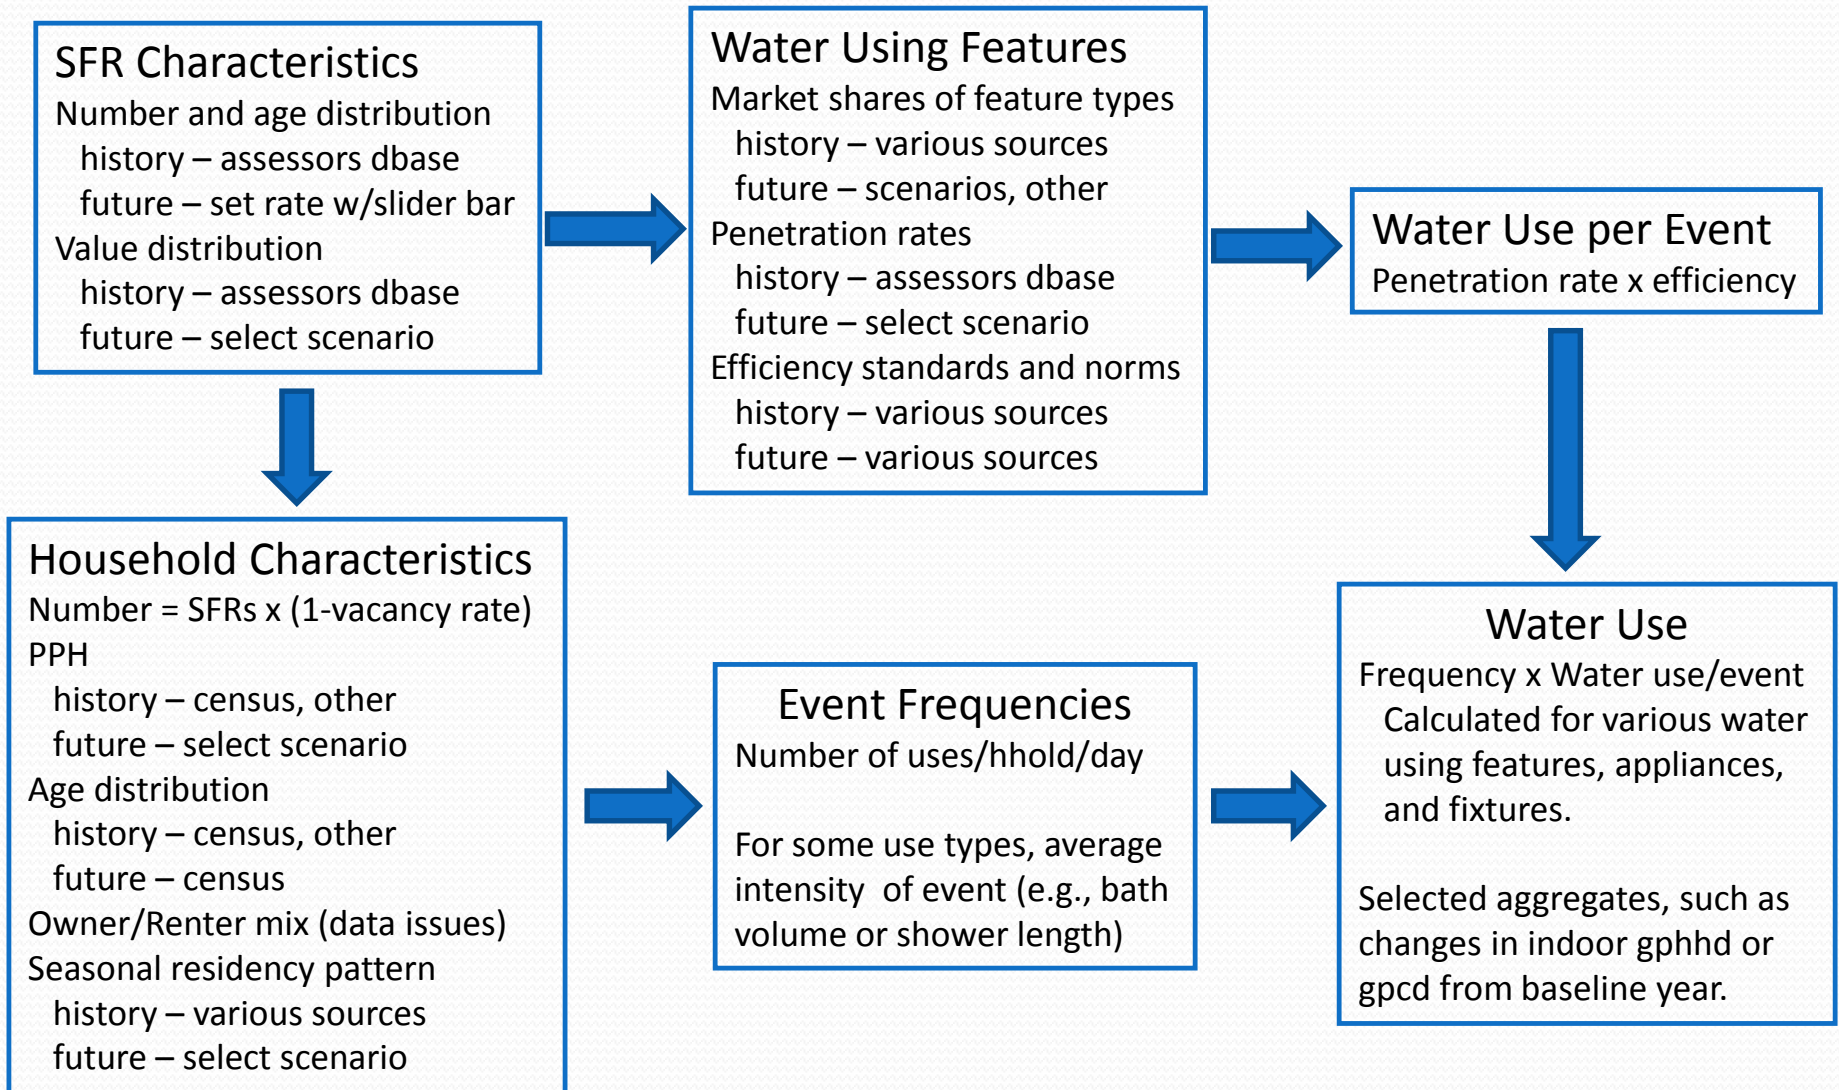 SFR Characteristics
Number and age distribution
history – assessors dbase
future – set rate w/slider bar
Value distribution
history – assessors dbase
future – select scenario
Water Using Features
Market shares of feature types
history – various sources
future – scenarios, other
Penetration rates
history – assessors dbase
future – select scenario
Efficiency standards and norms
history – various sources
future – various sources
Water Use per Event
Penetration rate x efficiency
Household Characteristics
Number = SFRs x (1-vacancy rate)
PPH
history – census, other
future – select scenario
Age distribution
history – census, other
future – census
Owner/Renter mix (data issues)
Seasonal residency pattern
history – various sources
future – select scenario
Event Frequencies
Number of uses/hhold/day
For some use types, average
intensity of event (e.g., bath
volume or shower length)
Water Use
Frequency x Water use/event
Calculated for various water
using features, appliances,
and fixtures.
Selected aggregates, such as
changes in indoor gphhd or
gpcd from baseline year.